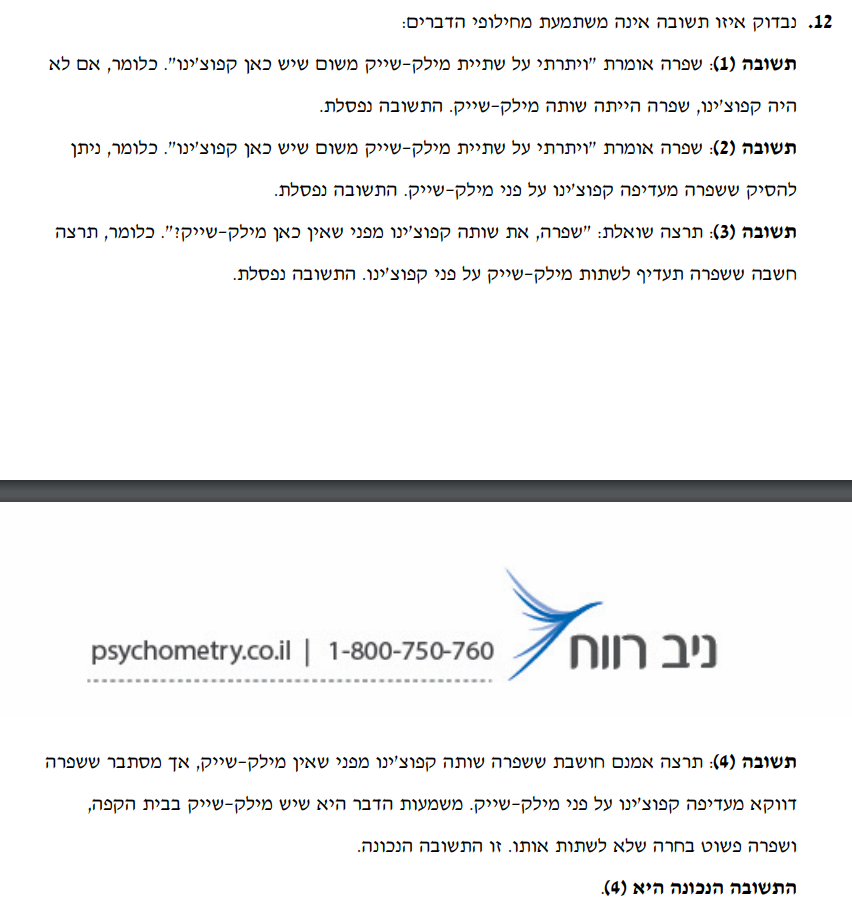 12. נבדוק איזו תשובה אינה משתמעת מחילופי הדברים:
תשובה (1): שפרה אומרת "ויתרתי על שתיית מילק-שייק משום שיש כאן קפוצ'ינו". כלומר, אם לא
היה קפוצ'ינו, שפרה הייתה שותה מילק-שייק. התשובה נפסלת.
תשובה (2): שפרה אומרת "ויתרתי על שתיית מילק-שייק משום שיש כאן קפוצ'ינו". כלומר, ניתן
להסיק ששפרה מעדיפה קפוצ'ינו על פני מילק-שייק. התשובה נפסלת.
תשובה (3): תרצה שואלת: "שפרה, את שותה קפוצ'ינו מפני שאין כאן מילק-שייק?". כלומר, תרצה
חשבה ששפרה תעדיף לשתות מילק-שייק על פני קפוצ'ינו. התשובה נפסלת.
ניב רווח
psychometry.co.il | 1-800-750-760
תשובה (4): תרצה אמנם חושבת ששפרה שותה קפוצ'ינו מפני שאין מילק-שייק, אך מסתבר ששפרה
דווקא מעדיפה קפוצ'ינו על פני מילק-שייק. משמעות הדבר היא שיש מילק-שייק בבית הקפה,
ושפרה פשוט בחרה שלא לשתות אותו. זו התשובה הנכונה.
התשובה הנכונה היא (4).